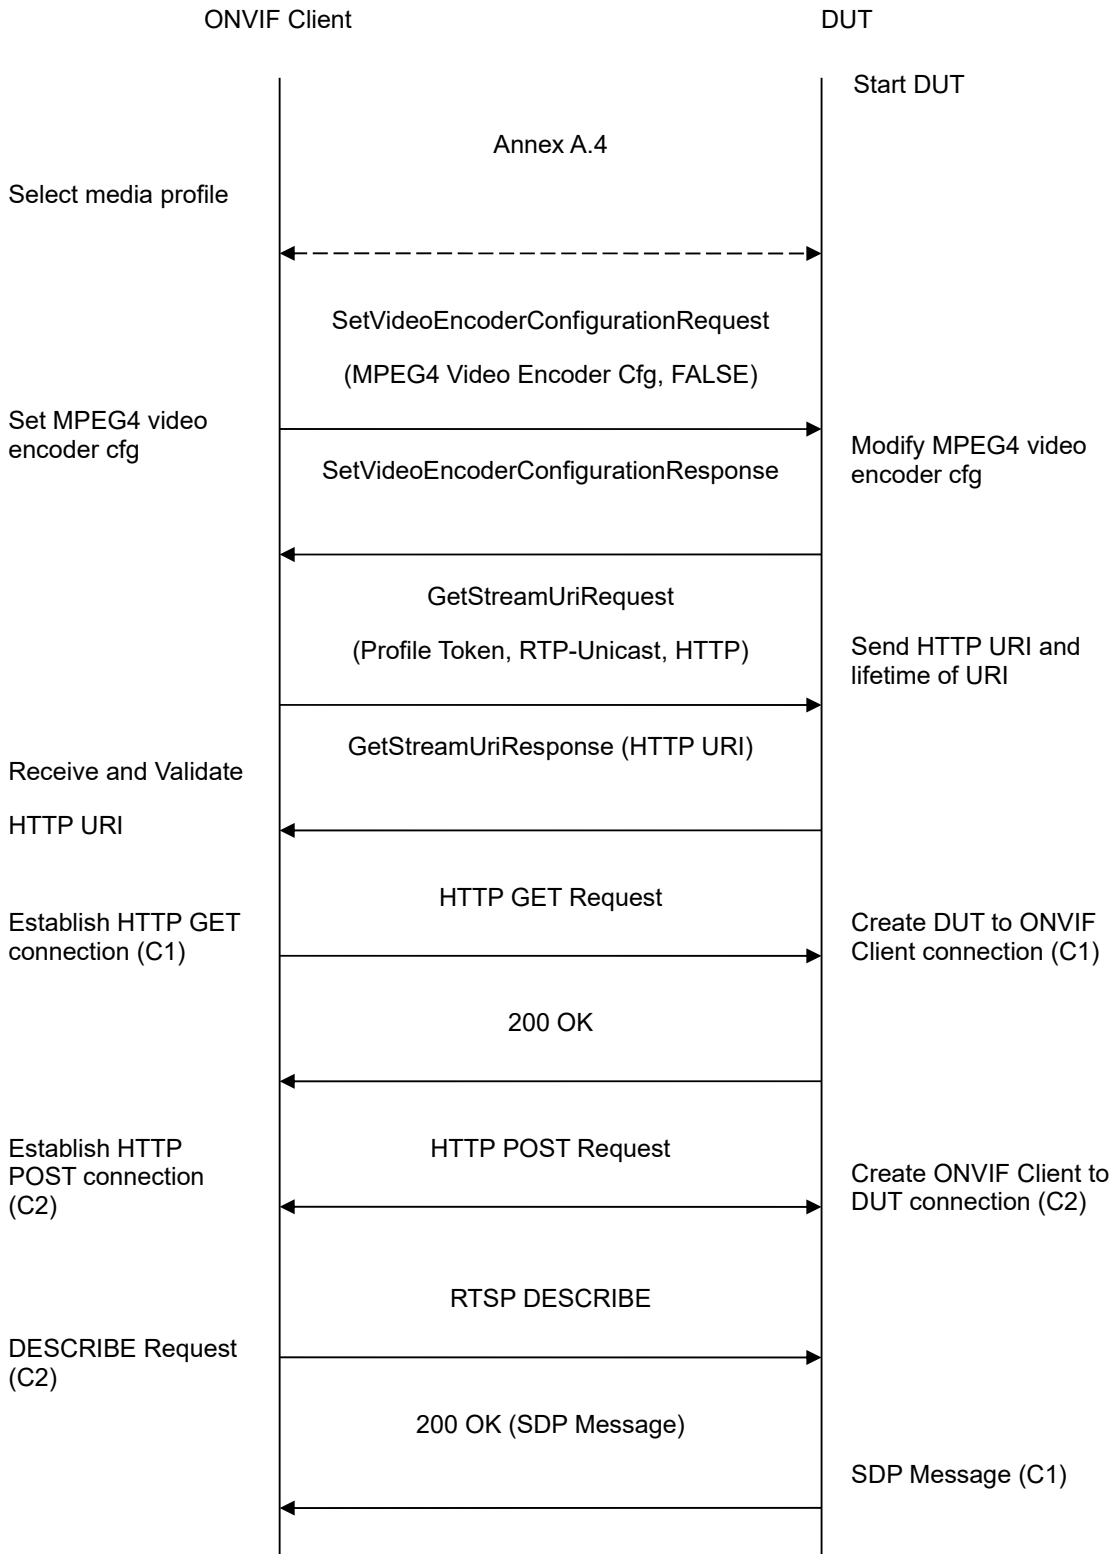 ONVIF Client
DUT
Start DUT
Annex A.4
Select media profile
SetVideoEncoderConfigurationRequest
(MPEG4 Video Encoder Cfg, FALSE)
Set MPEG4 video
encoder cfg
Modify MPEG4 video
encoder cfg
SetVideoEncoderConfigurationResponse
GetStreamUriRequest
(Profile Token, RTP-Unicast, HTTP)
Send HTTP URI and
lifetime of URI
GetStreamUriResponse (HTTP URI)
Receive and Validate
HTTP URI
HTTP GET Request
Establish HTTP GET
connection (C1)
Create DUT to ONVIF
Client connection (C1)
200 OK
Establish HTTP
POST connection
(C2)
HTTP POST Request
Create ONVIF Client to
DUT connection (C2)
RTSP DESCRIBE
DESCRIBE Request
(C2)
200 OK (SDP Message)
SDP Message (C1)